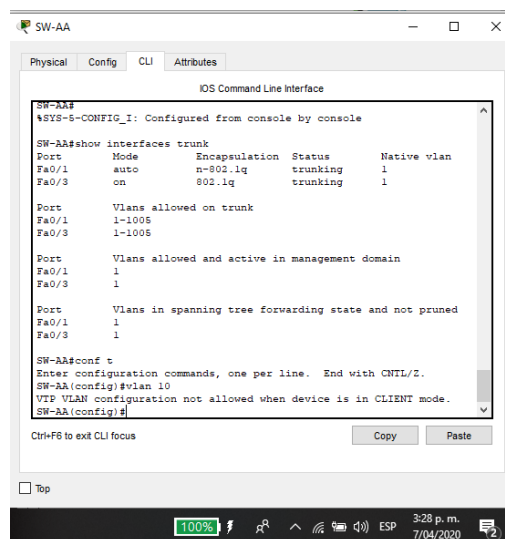 SW-AA
Physical Config CLI Attributes
IOS Command Line Interface
SW-AA#
%SYS-5-CONFIG_I: Configured from console by console
SW-AA#show interfaces trunk
Port Mode Encapsulation Status Native vlan
Fa0/1 auto n-802.1q trunking 1
Fa0/3 on 802.1q trunking 1
Port Vlans allowed on trunk
Fa0/1 1-1005
Fa0/3 1-1005
Port Vlans allowed and active in management domain
Fa0/1 1
Fa0/3 1
Port Vlans in spanning tree forwarding state and not pruned
Fa0/1 1
Fa0/3 1
SW-AA#conf t
Enter configuration commands, one per line. End with CNTL/Z.
SW-AA(config)#vlan 10
VTP VLAN configuration not allowed when device is in CLIENT mode.
SW-AA(config)#
Ctrl+F6 to exit CLI focus Copy Paste
Top
100% ESP 3:28 p. m.
7/04/2020 2